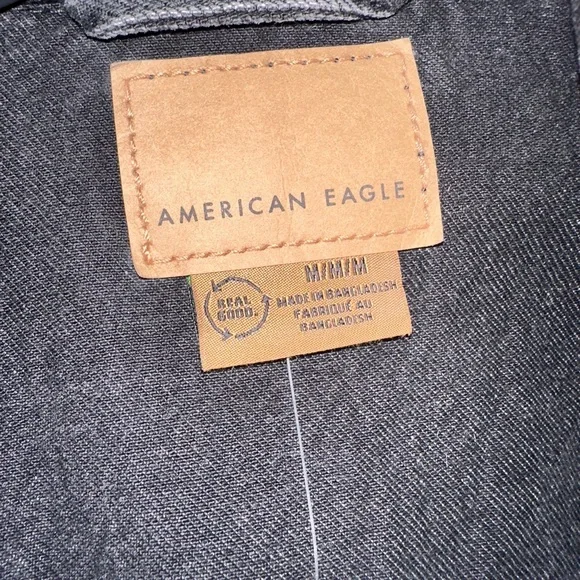 AMERICAN EAGLE
M/M/M
REAL
GOOD.
MADE IN BANGLADESH
FABRIQUÉ AU
BANGLADESH